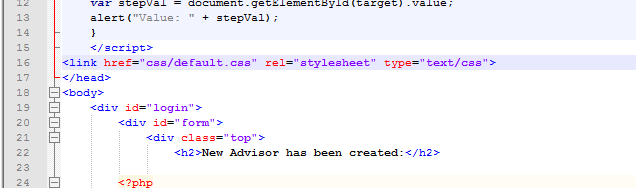 12 var stepVal = document.getElementById(target).value;
13 alert("Value: " + stepVal);
14 }
15 </script>
16 <link href="css/default.css" rel="stylesheet" type="text/css">
17 </head>
18 <body>
19 <div id="login">
20 <div id="form">
21 <div class="top">
22 <h2>New Advisor has been created:</h2>
23
24 <?php